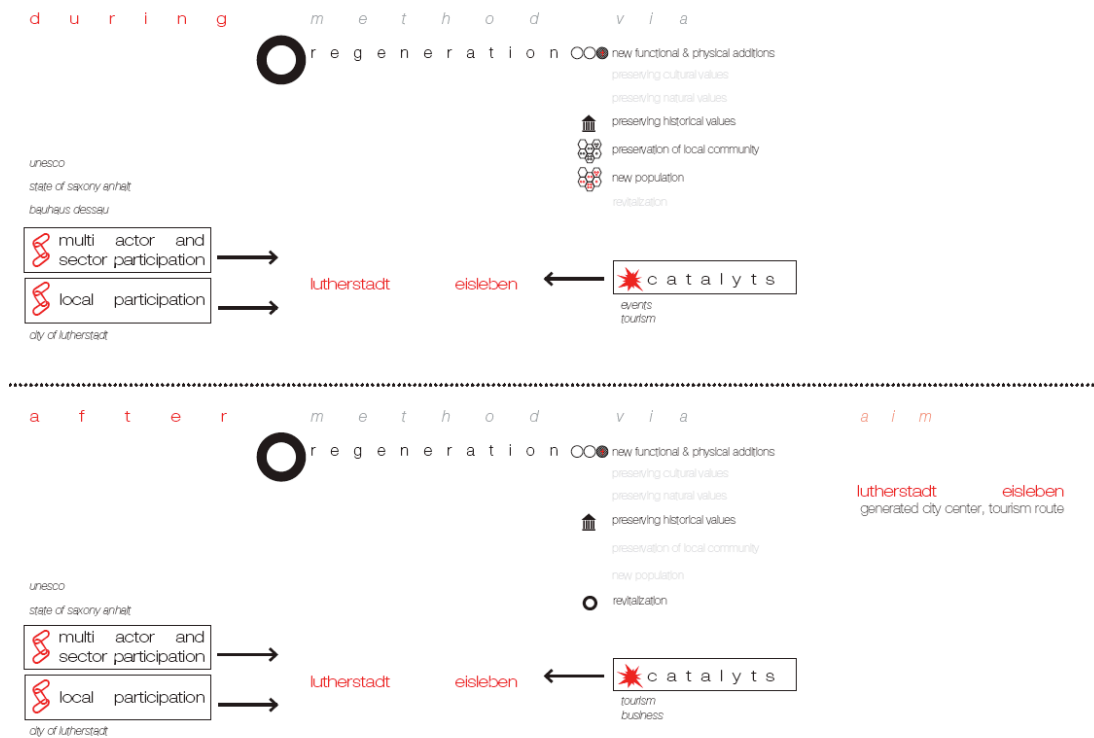 during method via
regeneration new functional & physical additions
preserving cultural values
preserving natural values
preserving historical values
preservation of local community
new population
revitalization
unesco
state of saxony anhalt
bauhaus dessau
multi actor and
sector participation
local participation
city of lutherstadt
lutherstadt eisleben
catalyts
events
tourism
after method via aim
regeneration new functional & physical additions
preserving cultural values
preserving natural values
preserving historical values
preservation of local community
new population
revitalization
lutherstadt eisleben
generated city center, tourism route
unesco
state of saxony anhalt
multi actor and
sector participation
local participation
city of lutherstadt
lutherstadt eisleben
catalyts
tourism
business